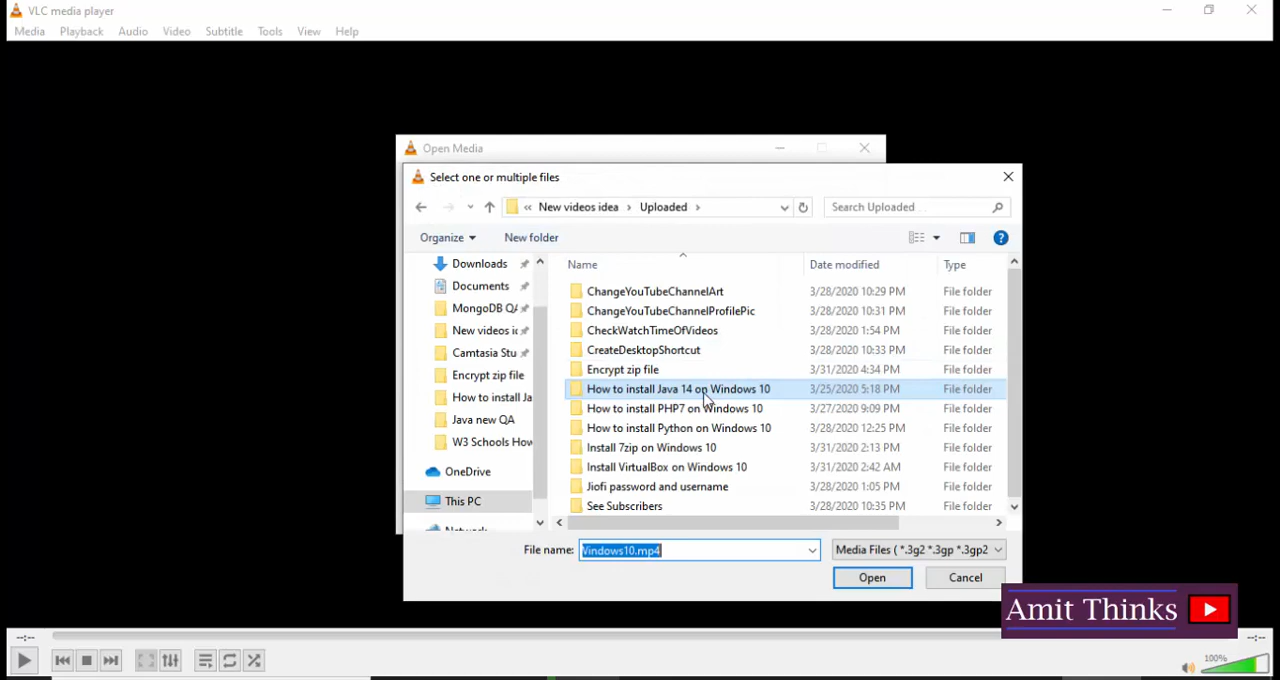 VLC media player
Media Playback Audio Video Subtitle Tools View Help
Open Media
Select one or multiple files
« New videos idea › Uploaded ›
Search Uploaded
Organize New folder
Name Date modified Type
Downloads
Documents
MongoDB QA
New videos ic
Camtasia Stu
Encrypt zip file
How to install Ja
Java new QA
W3 Schools How
OneDrive
This PC
Network
ChangeYouTubeChannelArt 3/28/2020 10:29 PM File folder
ChangeYouTubeChannelProfilePic 3/28/2020 10:31 PM File folder
CheckWatchTimeOfVideos 3/28/2020 1:54 PM File folder
CreateDesktopShortcut 3/28/2020 10:33 PM File folder
Encrypt zip file 3/31/2020 4:34 PM File folder
How to install Java 14 on Windows 10 3/25/2020 5:18 PM File folder
How to install PHP7 on Windows 10 3/27/2020 9:09 PM File folder
How to install Python on Windows 10 3/28/2020 12:25 PM File folder
Install 7zip on Windows 10 3/31/2020 2:13 PM File folder
Install VirtualBox on Windows 10 3/31/2020 2:42 AM File folder
Jiofi password and username 3/28/2020 1:05 PM File folder
See Subscribers 3/28/2020 10:35 PM File folder
File name: Windows10.mp4
Media Files ( *.3g2 *.3gp *.3gp2
Open Cancel
Amit Thinks
--:-- --:--
100%